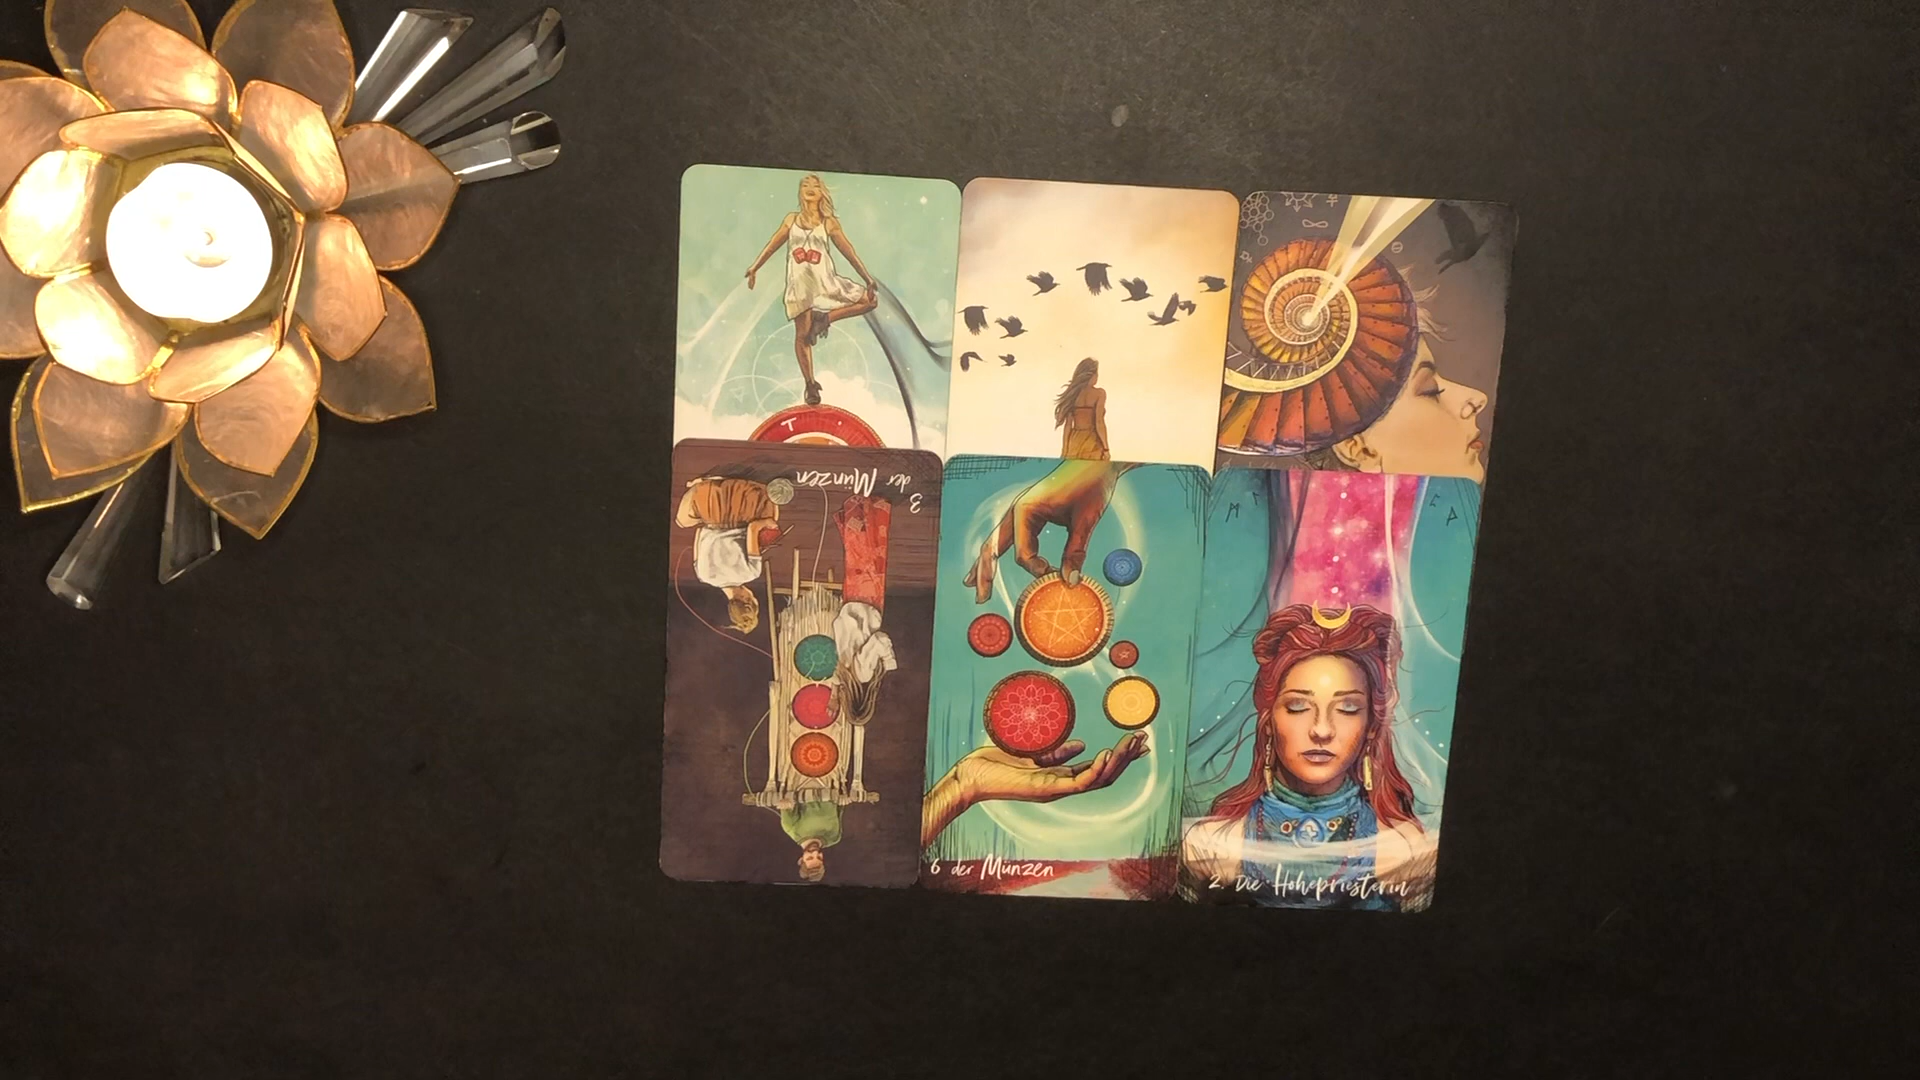 T
3 der Münzen
6 der Münzen
2. Die Hohepriesterin